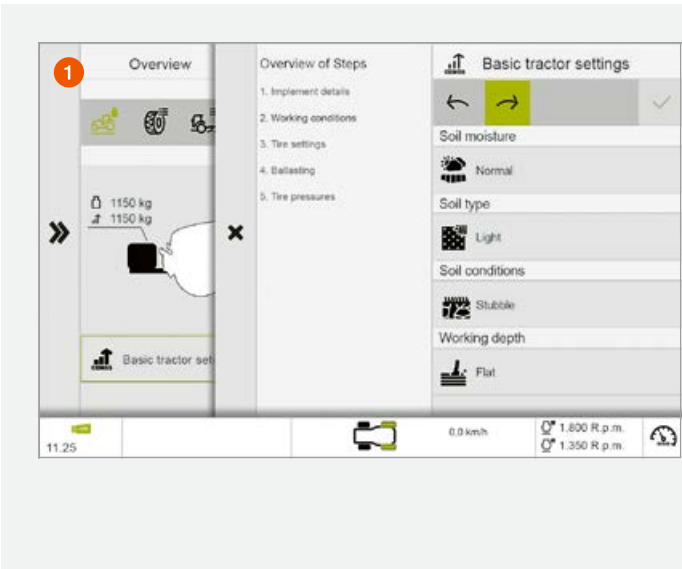 1
Overview
1150 kg
1150 kg
Basic tractor set
Overview of Steps
1. Implement details
2. Working conditions
3. Tire settings
4. Ballasting
5. Tire pressures
CEMOS
Basic tractor settings
Soil moisture
Normal
Soil type
Light
Soil conditions
Stubble
Working depth
Flat
11.25
0,0 km/h
1.800 R.p.m.
1.350 R.p.m.